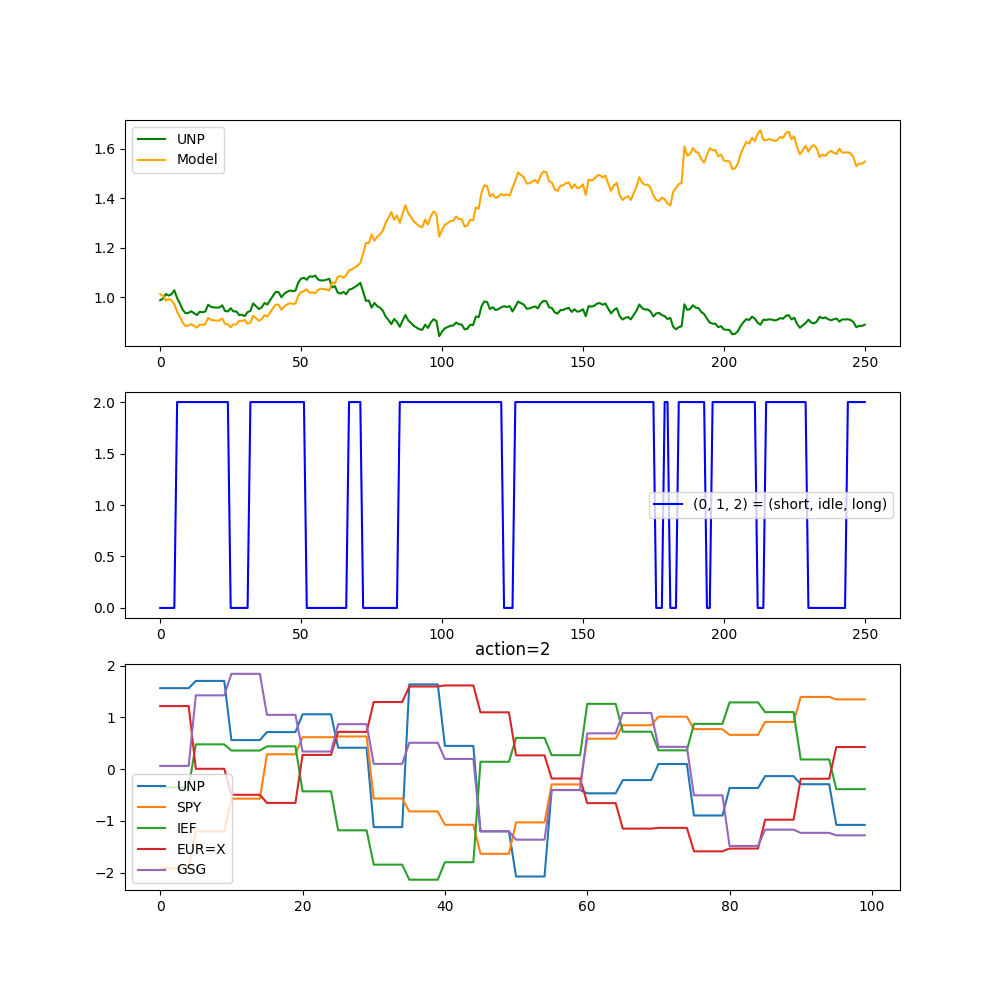 UNP
Model
1.6
1.4
1.2
1.0
0 50 100 150 200 250
2.0
1.5
1.0
0.5
0.0
(0, 1, 2) = (short, idle, long)
0 50 100 150 200 250
action=2
2
1
0
−1
−2
UNP
SPY
IEF
EUR=X
GSG
0 20 40 60 80 100